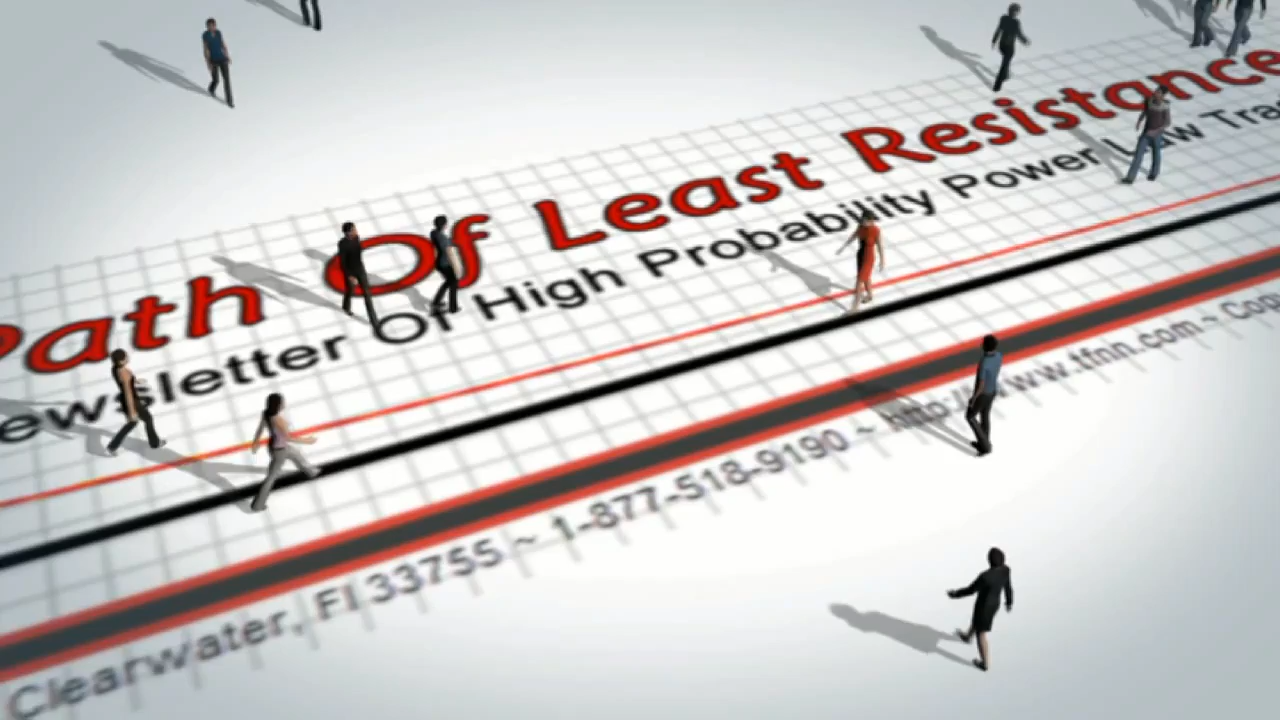 Path Of Least Resistance
ewsletter Of High Probability Power Law Tra
Clearwater, Fl 33755 ~ 1-877-518-9190 ~ http://www.tfnn.com ~ Cop